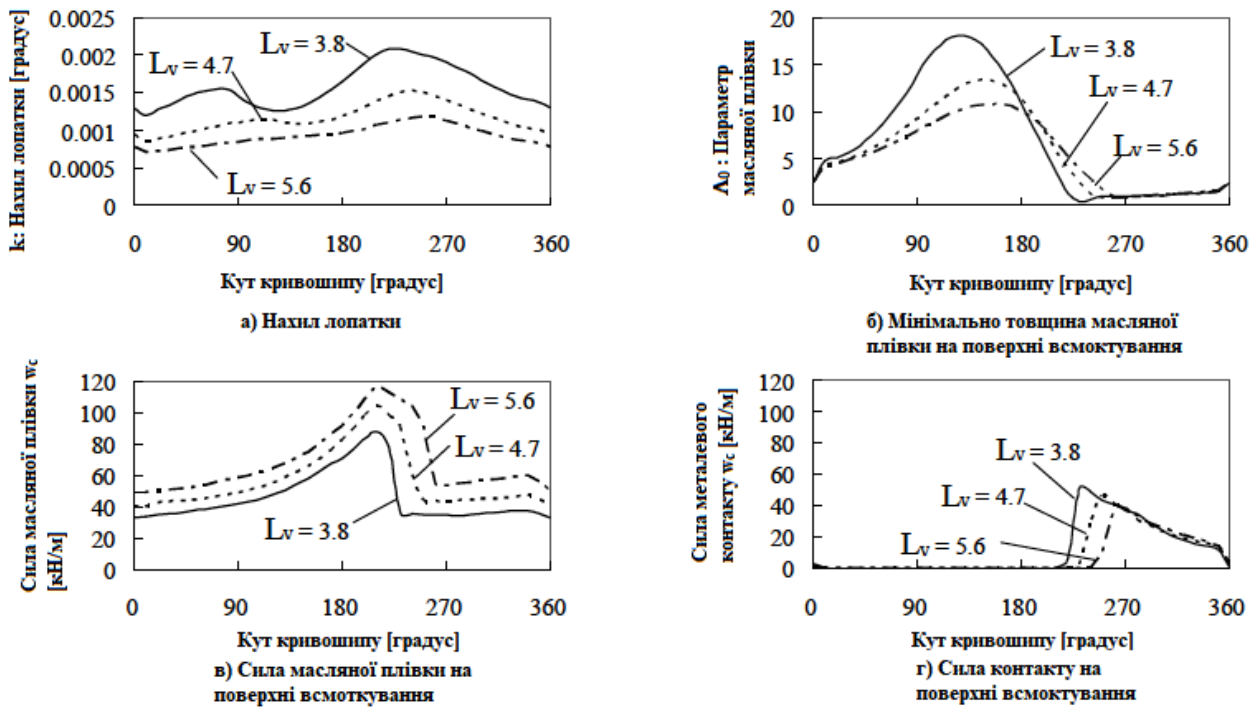 k: Нахил лопатки [градус]
0.0025
0.002
0.0015
0.001
0.0005
0
Lv = 3.8
Lv = 4.7
Lv = 5.6
0 90 180 270 360
Кут кривошипу [градус]
а) Нахил лопатки
Λ0 : Параметр
масляної плівки
20
15
10
5
0
Lv = 3.8
Lv = 4.7
Lv = 5.6
0 90 180 270 360
Кут кривошипу [градус]
б) Мінімально товщина масляної
плівки на поверхні всмоктування
Сила масляної плівки wc
[кН/м]
120
100
80
60
40
20
0
Lv = 5.6
Lv = 4.7
Lv = 3.8
0 90 180 270 360
Кут кривошипу [градус]
в) Сила масляної плівки на
поверхні всмоткування
Сила металевого
контакту wc [кН/м]
120
100
80
60
40
20
0
Lv = 3.8
Lv = 4.7
Lv = 5.6
0 90 180 270 360
Кут кривошипу [градус]
г) Сила контакту на
поверхні всмоктування